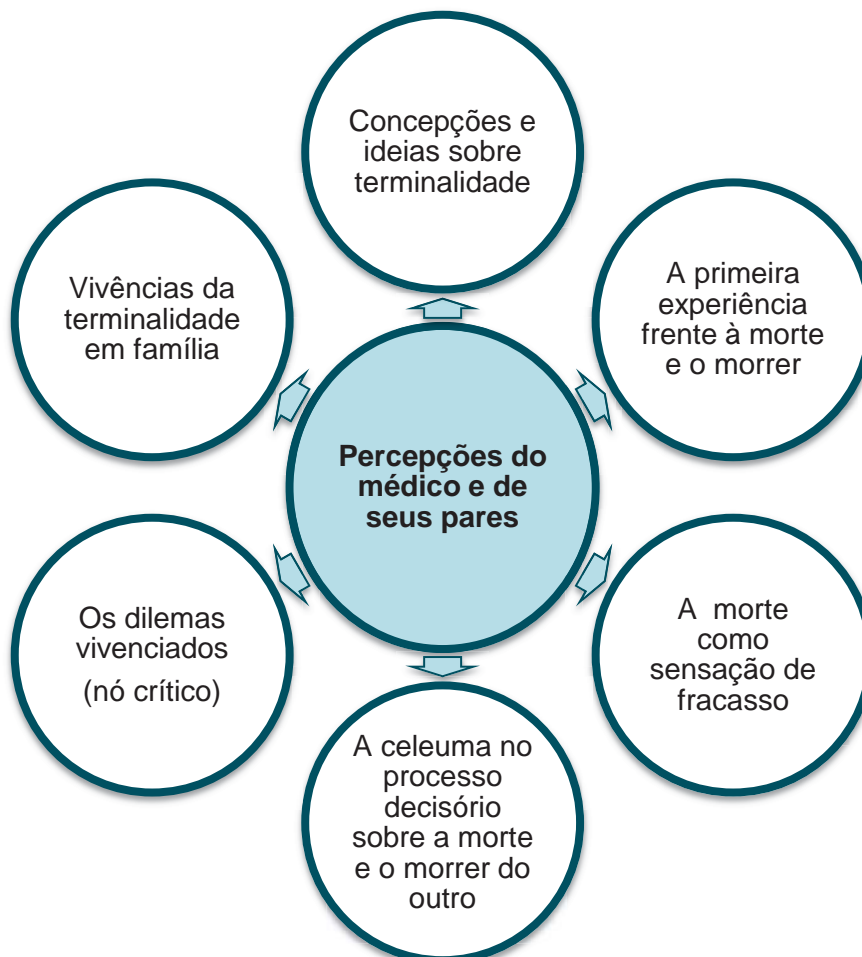 Concepções e
ideias sobre
terminalidade
A primeira
experiência
frente à morte
e o morrer
A morte
como
sensação de
fracasso
A celeuma no
processo
decisório
sobre a morte
e o morrer do
outro
Os dilemas
vivenciados
(nó crítico)
Vivências da
terminalidade
em família
Percepções do
médico e de
seus pares